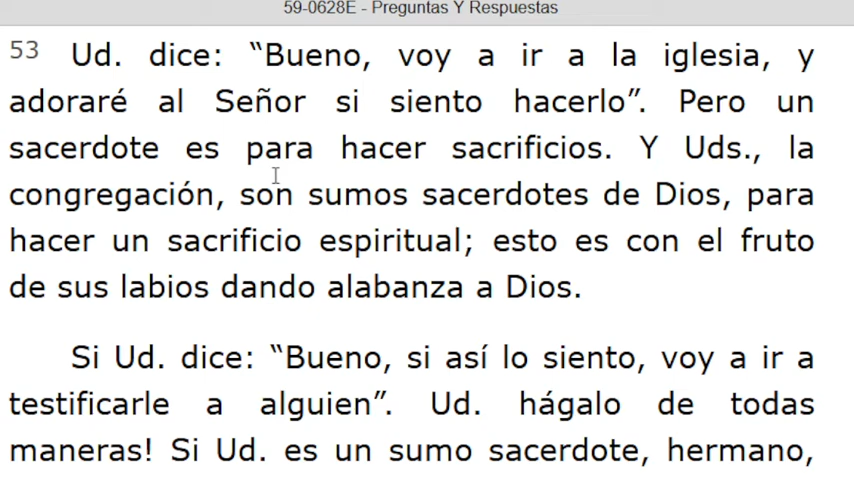 59-0628E - Preguntas Y Respuestas
53 Ud. dice: “Bueno, voy a ir a la iglesia, y
adoraré al Señor si siento hacerlo”. Pero un
sacerdote es para hacer sacrificios. Y Uds., la
congregación, son sumos sacerdotes de Dios, para
hacer un sacrificio espiritual; esto es con el fruto
de sus labios dando alabanza a Dios.
Si Ud. dice: “Bueno, si así lo siento, voy a ir a
testificarle a alguien”. Ud. hágalo de todas
maneras! Si Ud. es un sumo sacerdote, hermano,